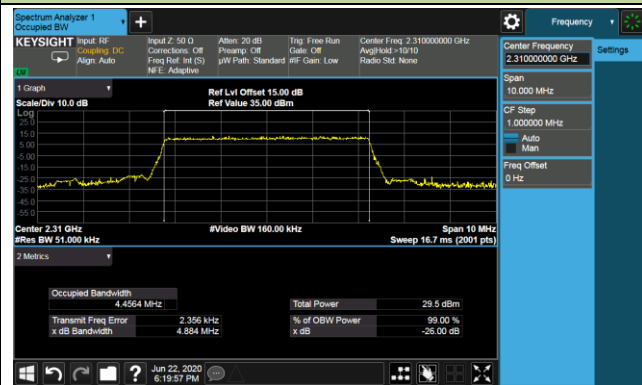 Spectrum Analyzer 1
Occupied BW
+
Frequency
KEYSIGHT
Input: RF
Coupling: DC
Align: Auto
Input Z: 50 Ω
Corrections: Off
Freq Ref: Int (S)
NFE: Adaptive
Atten: 20 dB
Preamp: Off
µW Path: Standard
Trig: Free Run
Gate: Off
#IF Gain: Low
Center Freq: 2.310000000 GHz
Avg|Hold:>10/10
Radio Std: None
Center Frequency
2.310000000 GHz
Settings
Span
10.000 MHz
CF Step
1.000000 MHz
Auto
Man
Freq Offset
0 Hz
1 Graph
Scale/Div 10.0 dB
Ref Lvl Offset 15.00 dB
Ref Value 35.00 dBm
Log
25.0
15.0
5.00
-5.00
-15.0
-25.0
-35.0
-45.0
-55.0
Center 2.31 GHz
#Video BW 160.00 kHz
Span 10 MHz
#Res BW 51.000 kHz
Sweep 16.7 ms (2001 pts)
2 Metrics
Occupied Bandwidth
4.4564 MHz
Total Power 29.5 dBm
Transmit Freq Error 2.356 kHz
% of OBW Power 99.00 %
x dB Bandwidth 4.884 MHz
x dB -26.00 dB
?
Jun 22, 2020
6:19:57 PM